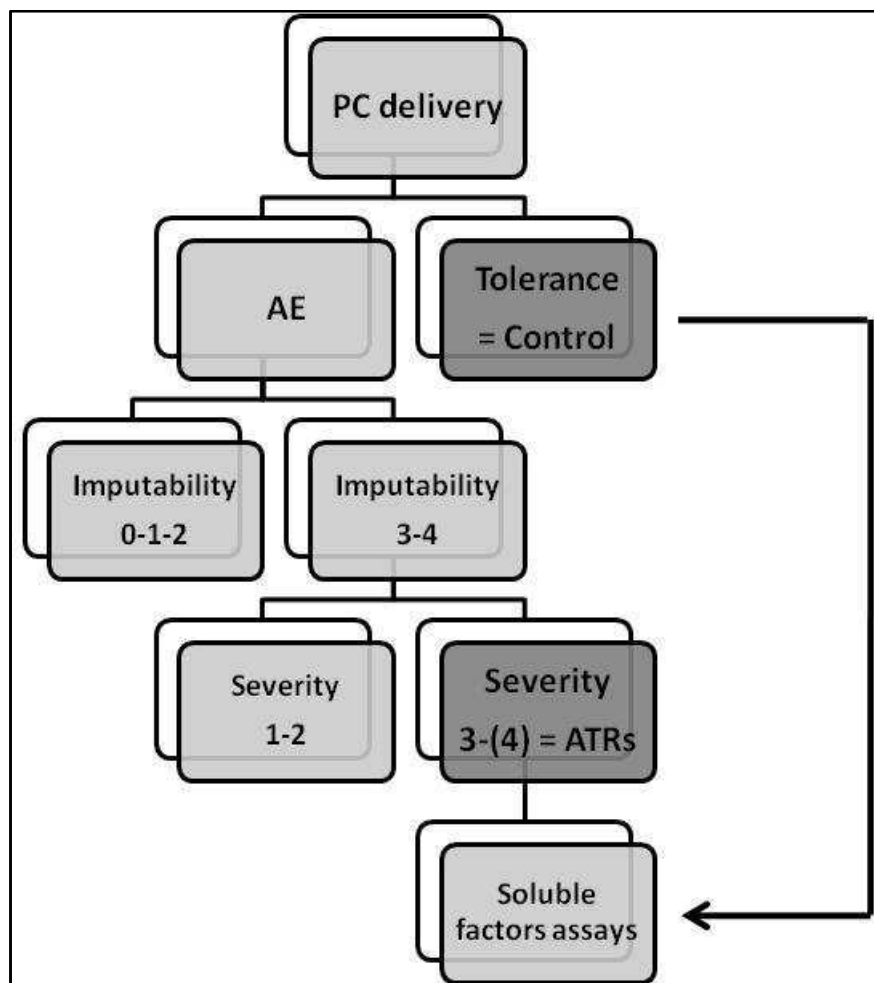 PC delivery
AE
Tolerance
= Control
Imputability
0-1-2
Imputability
3-4
Severity
1-2
Severity
3-(4) = ATRs
Soluble
factors assays